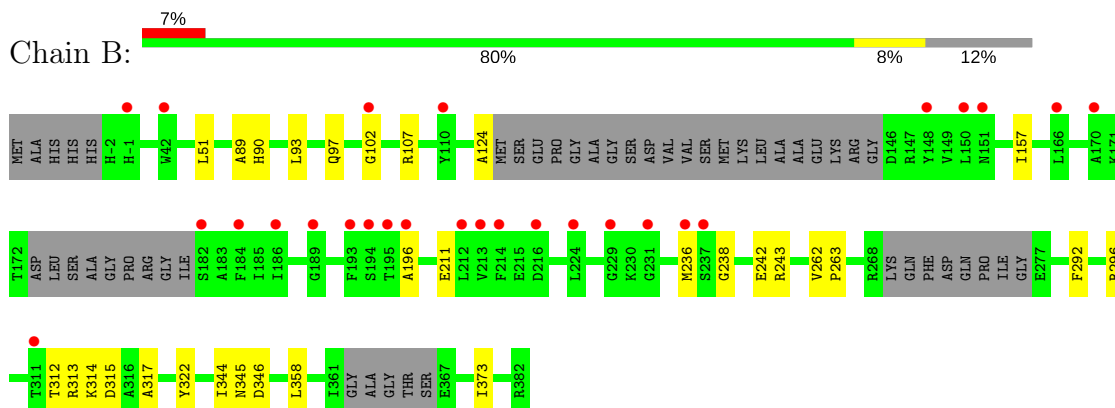 7%
Chain B:
80% 8% 12%
MET ALA HIS HIS HIS H-2 H-1 W42 L51 A89 H90 L93 Q97 G102 R107 Y110 A124 MET SER GLU PRO GLY ALA GLY SER ASP VAL VAL SER MET LYS LEU ALA ALA GLU LYS ARG GLY D146 R147 Y148 V149 L150 N151 I157 L166 A170 K171
T172 ASP LEU SER ALA GLY PRO ARG GLY ILE S182 A183 F184 I185 I186 G189 F193 S194 T195 A196 E211 L212 V213 F214 E215 D216 L224 G229 K230 G231 M236 S237 G238 E242 R243 V262 P263 R268 LYS GLN PHE ASP GLN PRO ILE GLY E277 F292
T311 T312 R313 K314 D315 A316 A317 Y322 I344 N345 D346 L358 I361 GLY ALA GLY THR SER E367 I373 R382